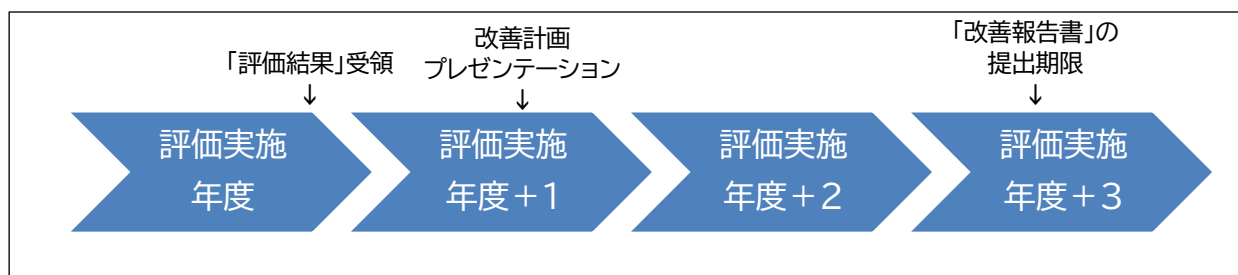 「評価結果」受領
↓
改善計画
プレゼンテーション
↓
「改善報告書」の
提出期限
↓
評価実施
年度
評価実施
年度＋1
評価実施
年度＋2
評価実施
年度＋3